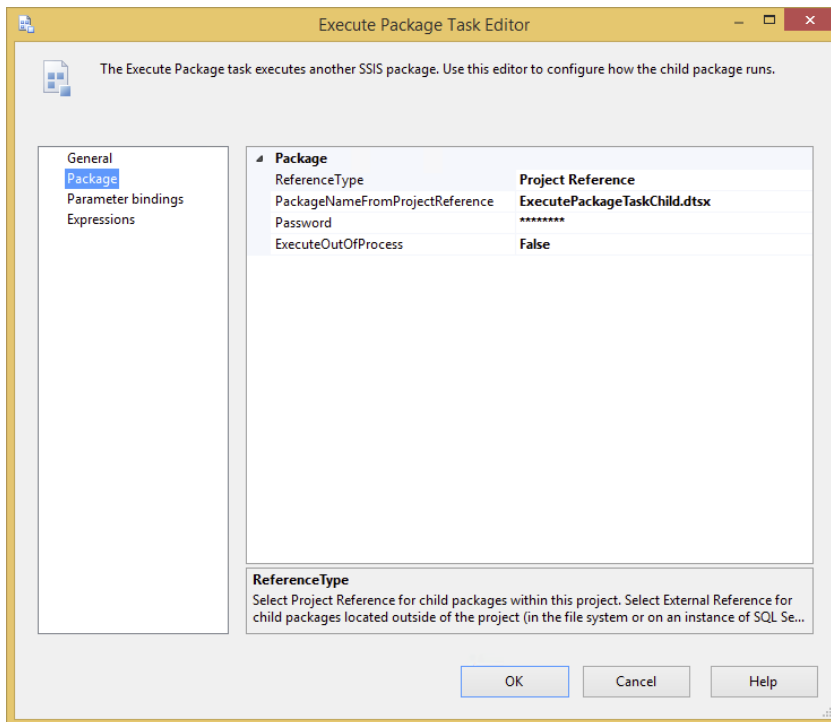 Execute Package Task Editor
The Execute Package task executes another SSIS package. Use this editor to configure how the child package runs.
General
Package
Parameter bindings
Expressions
Package
ReferenceType Project Reference
PackageNameFromProjectReference ExecutePackageTaskChild.dtsx
Password ********
ExecuteOutOfProcess False
ReferenceType
Select Project Reference for child packages within this project. Select External Reference for
child packages located outside of the project (in the file system or on an instance of SQL Se...
OK Cancel Help